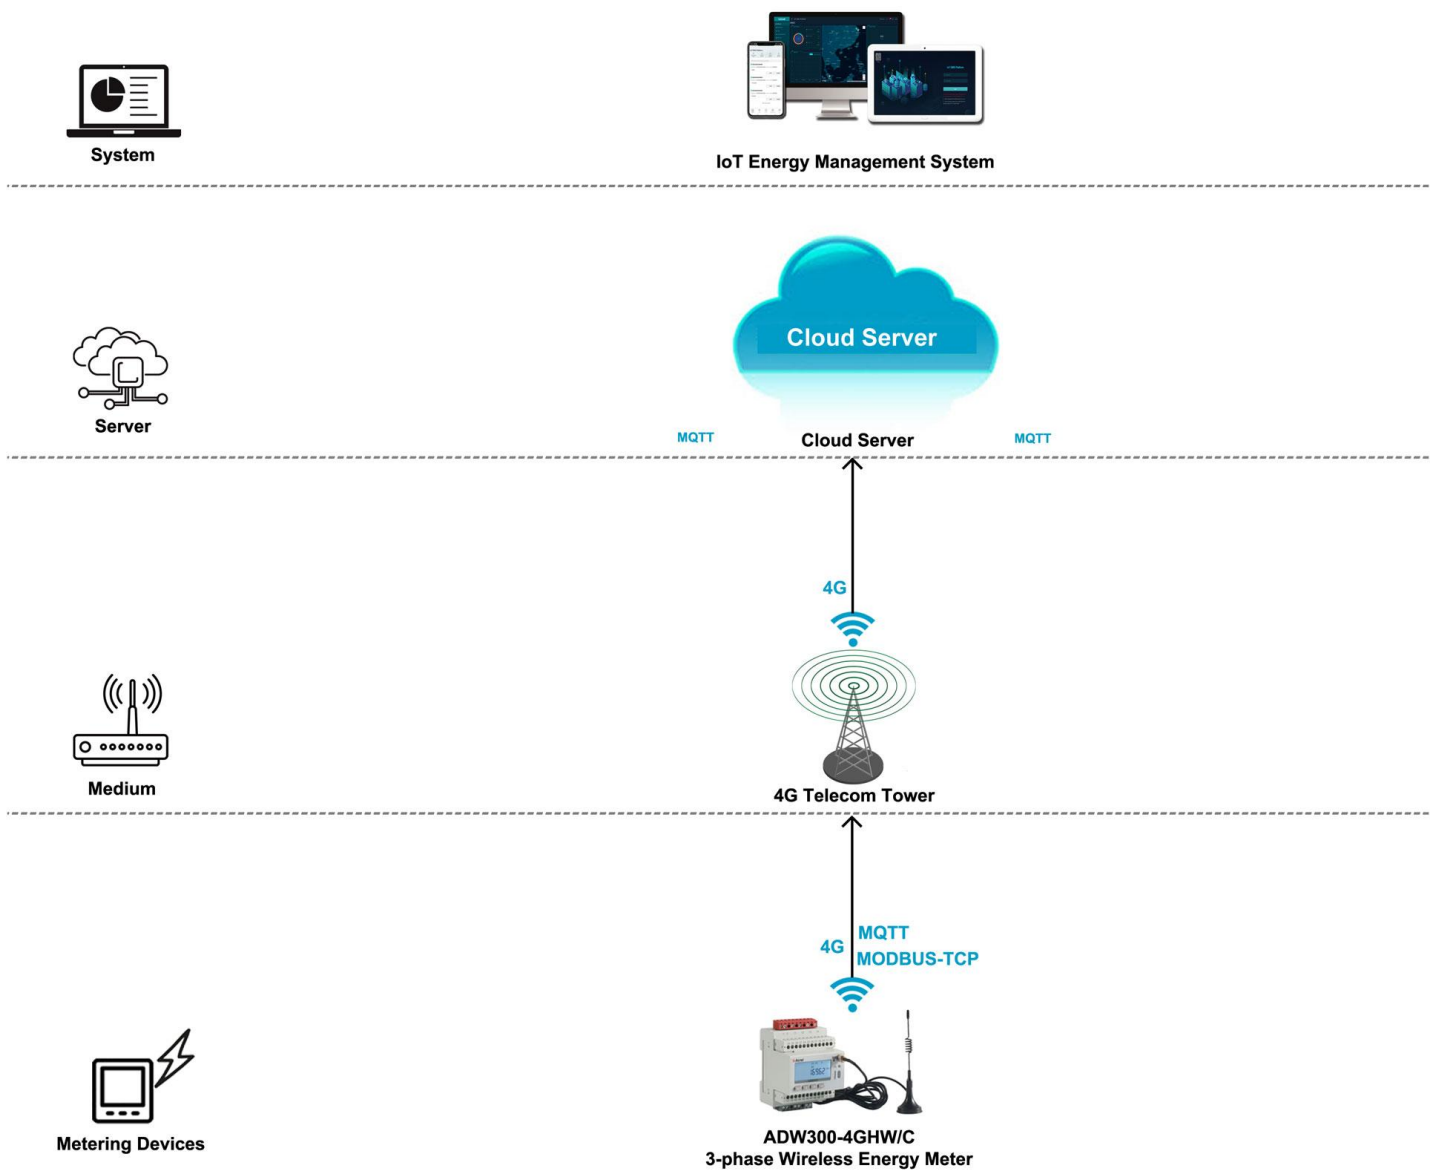 System
IoT Energy Management System
Cloud Server
Server
MQTT
Cloud Server
MQTT
4G
Medium
4G Telecom Tower
4G
MQTT
MODBUS-TCP
Metering Devices
ADW300-4GHW/C
3-phase Wireless Energy Meter